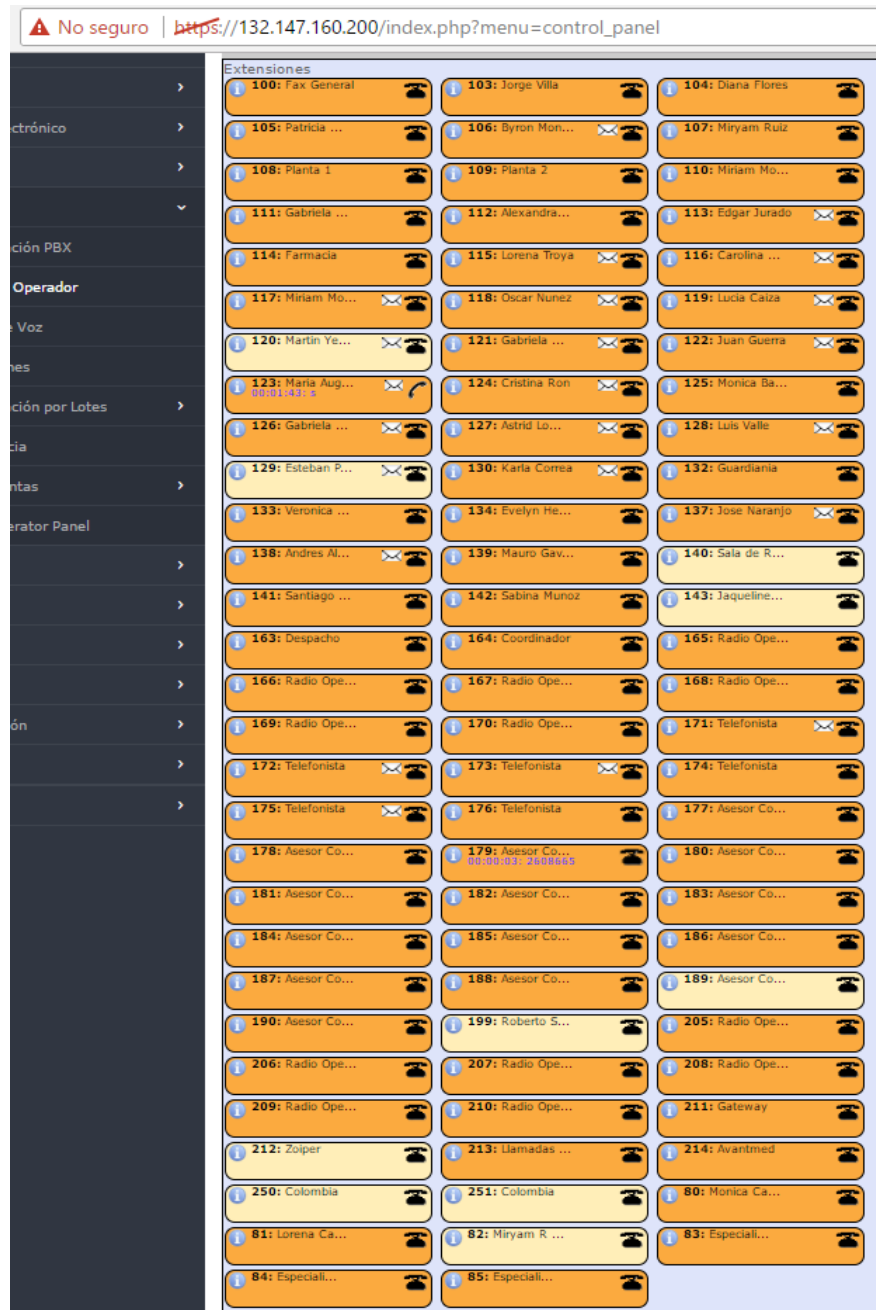 No seguro | https://132.147.160.200/index.php?menu=control_panel
ectrónico
ción PBX
Operador
e Voz
nes
ción por Lotes
cia
ntas
erator Panel
ón
Extensiones
100: Fax General
103: Jorge Villa
104: Diana Flores
105: Patricia ...
106: Byron Mon...
107: Miryam Ruiz
108: Planta 1
109: Planta 2
110: Miriam Mo...
111: Gabriela ...
112: Alexandra...
113: Edgar Jurado
114: Farmacia
115: Lorena Troya
116: Carolina ...
117: Miriam Mo...
118: Oscar Nunez
119: Lucia Caiza
120: Martin Ye...
121: Gabriela ...
122: Juan Guerra
123: Maria Aug...
00:01:43: s
124: Cristina Ron
125: Monica Ba...
126: Gabriela ...
127: Astrid Lo...
128: Luis Valle
129: Esteban P...
130: Karla Correa
132: Guardiania
133: Veronica ...
134: Evelyn He...
137: Jose Naranjo
138: Andres Al...
139: Mauro Gav...
140: Sala de R...
141: Santiago ...
142: Sabina Munoz
143: Jaqueline...
163: Despacho
164: Coordinador
165: Radio Ope...
166: Radio Ope...
167: Radio Ope...
168: Radio Ope...
169: Radio Ope...
170: Radio Ope...
171: Telefonista
172: Telefonista
173: Telefonista
174: Telefonista
175: Telefonista
176: Telefonista
177: Asesor Co...
178: Asesor Co...
179: Asesor Co...
00:00:03: 2608665
180: Asesor Co...
181: Asesor Co...
182: Asesor Co...
183: Asesor Co...
184: Asesor Co...
185: Asesor Co...
186: Asesor Co...
187: Asesor Co...
188: Asesor Co...
189: Asesor Co...
190: Asesor Co...
199: Roberto S...
205: Radio Ope...
206: Radio Ope...
207: Radio Ope...
208: Radio Ope...
209: Radio Ope...
210: Radio Ope...
211: Gateway
212: Zoiper
213: Llamadas ...
214: Avantmed
250: Colombia
251: Colombia
80: Monica Ca...
81: Lorena Ca...
82: Miryam R ...
83: Especiali...
84: Especiali...
85: Especiali...